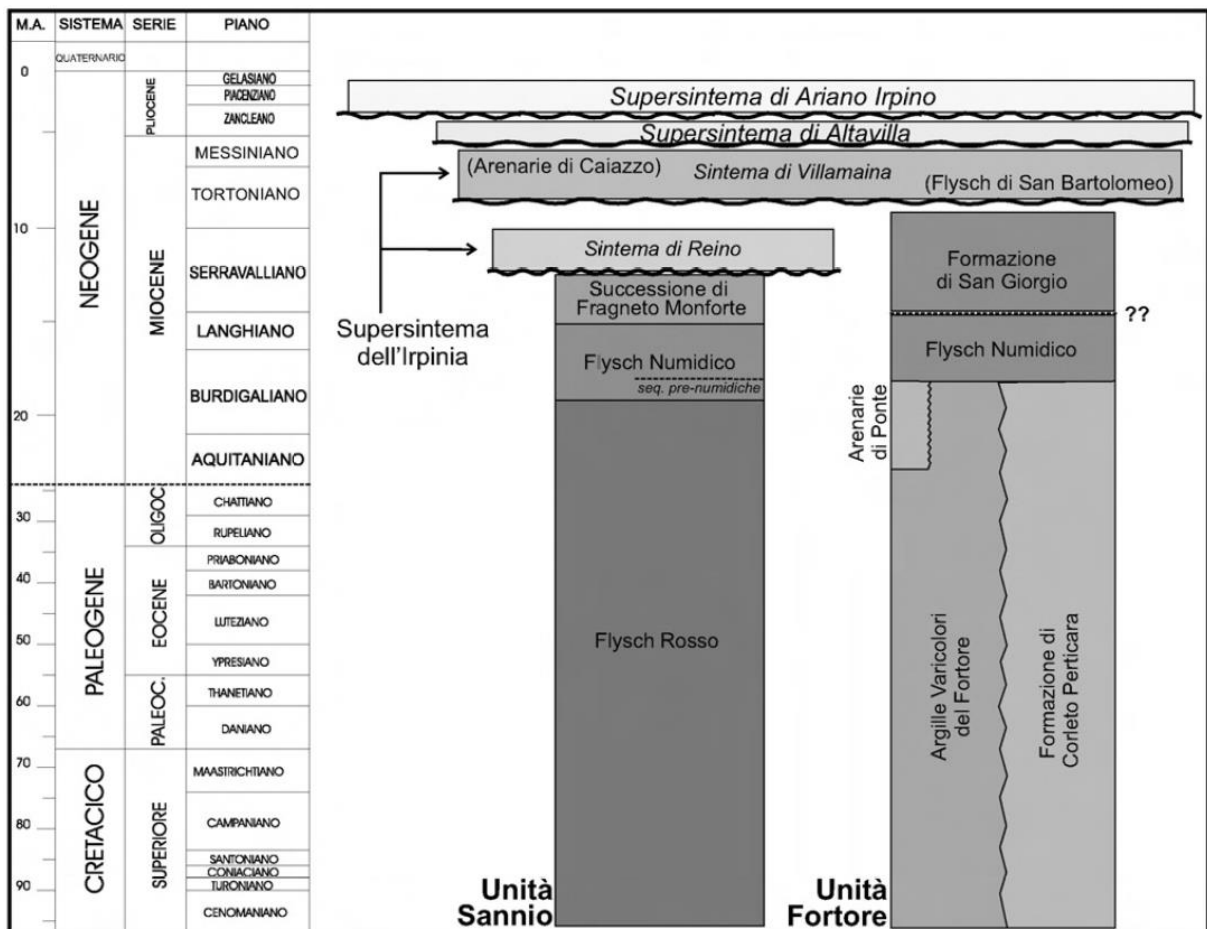 M.A. SISTEMA SERIE PIANO
QUATERNARIO
0
GELASIANO
PIACENZIANO
ZANCLEANO
PLIOCENE
MESSINIANO
TORTONIANO
10
SERRAVALLIANO
LANGHIANO
BURDIGALIANO
20
AQUITANIANO
MIOCENE
NEOGENE
CHATTIANO
30
RUPELIANO
OLIGOC.
PRIABONIANO
40
BARTONIANO
LUTEZIANO
50
YPRESIANO
EOCENE
THANETIANO
60
DANIANO
PALEOC.
PALEOGENE
70
MAASTRICHTIANO
80
CAMPANIANO
SANTONIANO
CONIACIANO
90
TURONIANO
CENOMANIANO
SUPERIORE
CRETACICO
Supersintema di Ariano Irpino
Supersintema di Altavilla
(Arenarie di Caiazzo)
Sintema di Villamaina
(Flysch di San Bartolomeo)
Sintema di Reino
Supersintema
dell'Irpinia
Successione di
Fragneto Monforte
Flysch Numidico
seq. pre-numidiche
Flysch Rosso
Unità
Sannio
Formazione
di San Giorgio
??
Flysch Numidico
Arenarie
di Ponte
Argille Varicolori
del Fortore
Formazione di
Corleto Perticara
Unità
Fortore